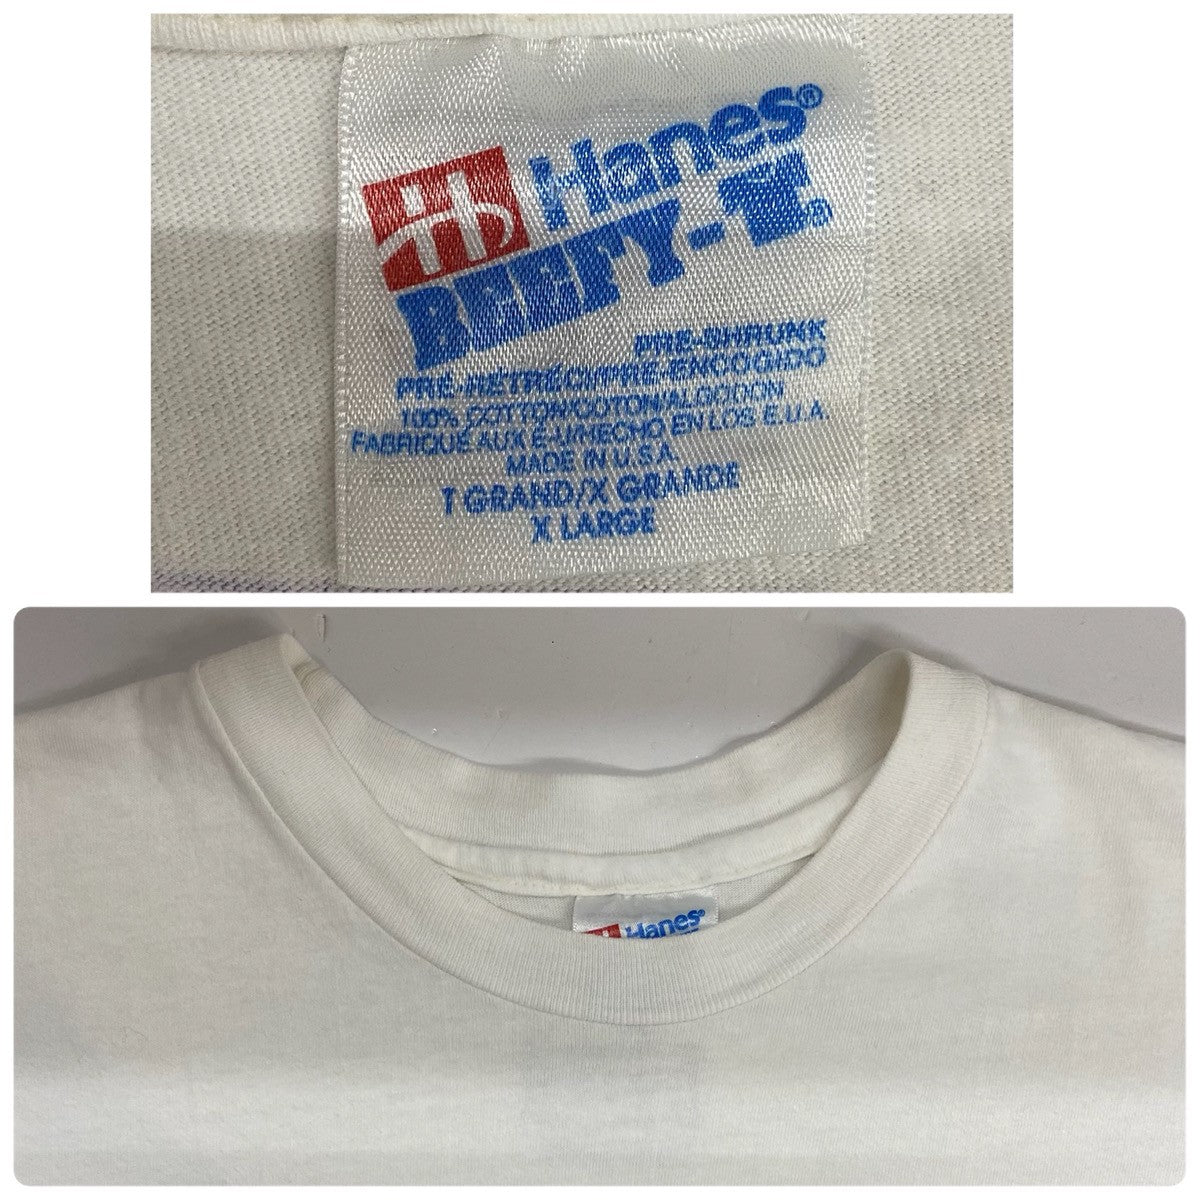 Hanes®
BEEFY-T.®
PRE-SHRUNK
PRÉ-RÉTRÉCI/PRE-ENCOGIDO
100% COTTON/COTON/ALGODON
FABRIQUÉ AUX É-U/HECHO EN LOS E.U.A.
MADE IN U.S.A.
T GRAND/X GRANDE
X LARGE
Hanes®